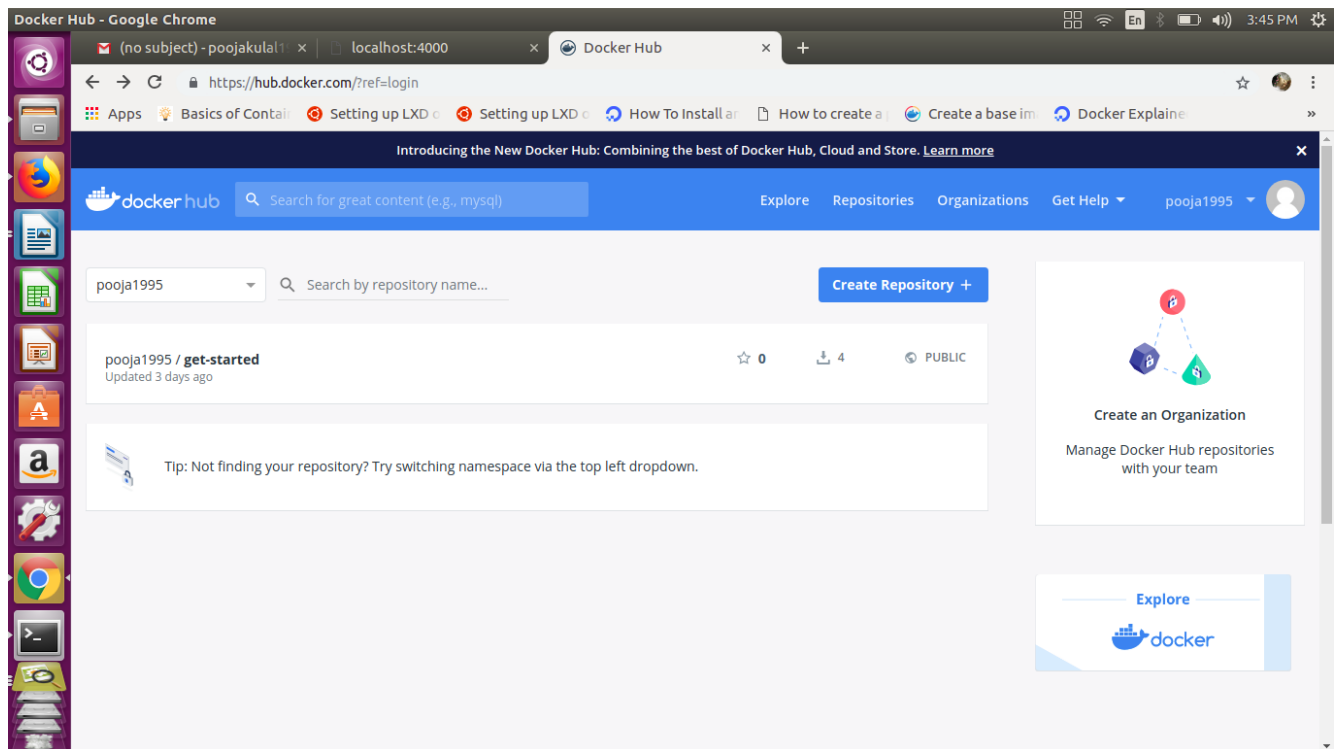 Docker Hub - Google Chrome
En
3:45 PM
(no subject) - poojakulal1
localhost:4000
Docker Hub
https://hub.docker.com/?ref=login
Apps
Basics of Contain
Setting up LXD o
Setting up LXD o
How To Install an
How to create a
Create a base im
Docker Explaine
»
Introducing the New Docker Hub: Combining the best of Docker Hub, Cloud and Store. Learn more
docker hub
Search for great content (e.g., mysql)
Explore
Repositories
Organizations
Get Help
pooja1995
pooja1995
Search by repository name...
Create Repository +
pooja1995 / get-started
0
4
PUBLIC
Updated 3 days ago
Create an Organization
Manage Docker Hub repositories
with your team
Tip: Not finding your repository? Try switching namespace via the top left dropdown.
Explore
docker